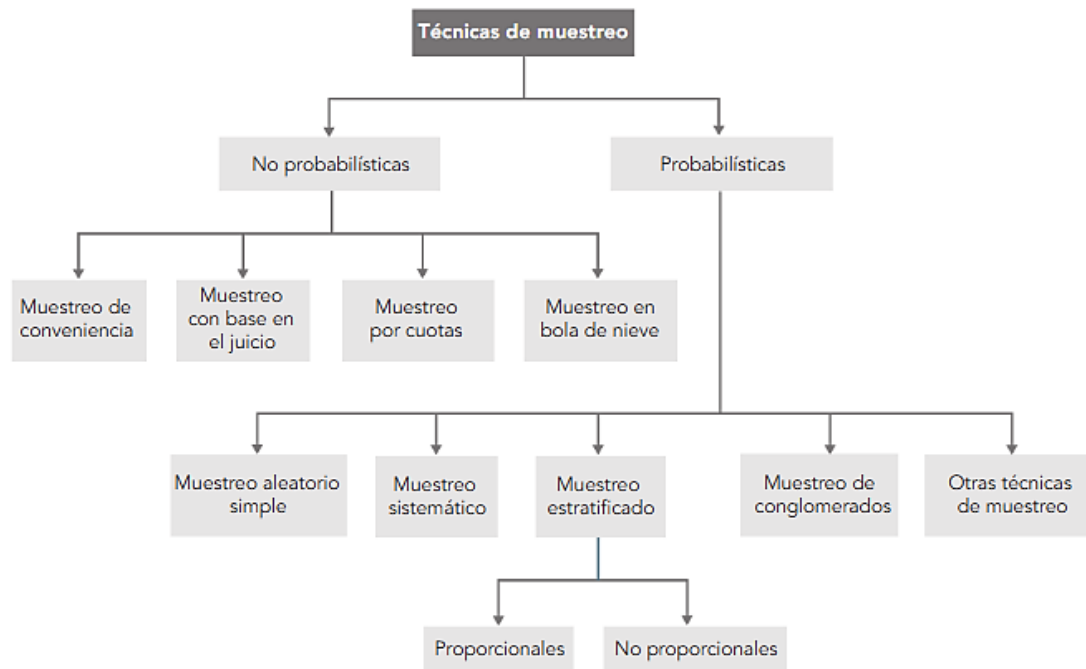 Técnicas de muestreo
No probabilísticas
Probabilísticas
Muestreo de
conveniencia
Muestreo
con base en
el juicio
Muestreo
por cuotas
Muestreo en
bola de nieve
Muestreo aleatorio
simple
Muestreo
sistemático
Muestreo
estratificado
Muestreo de
conglomerados
Otras técnicas
de muestreo
Proporcionales
No proporcionales